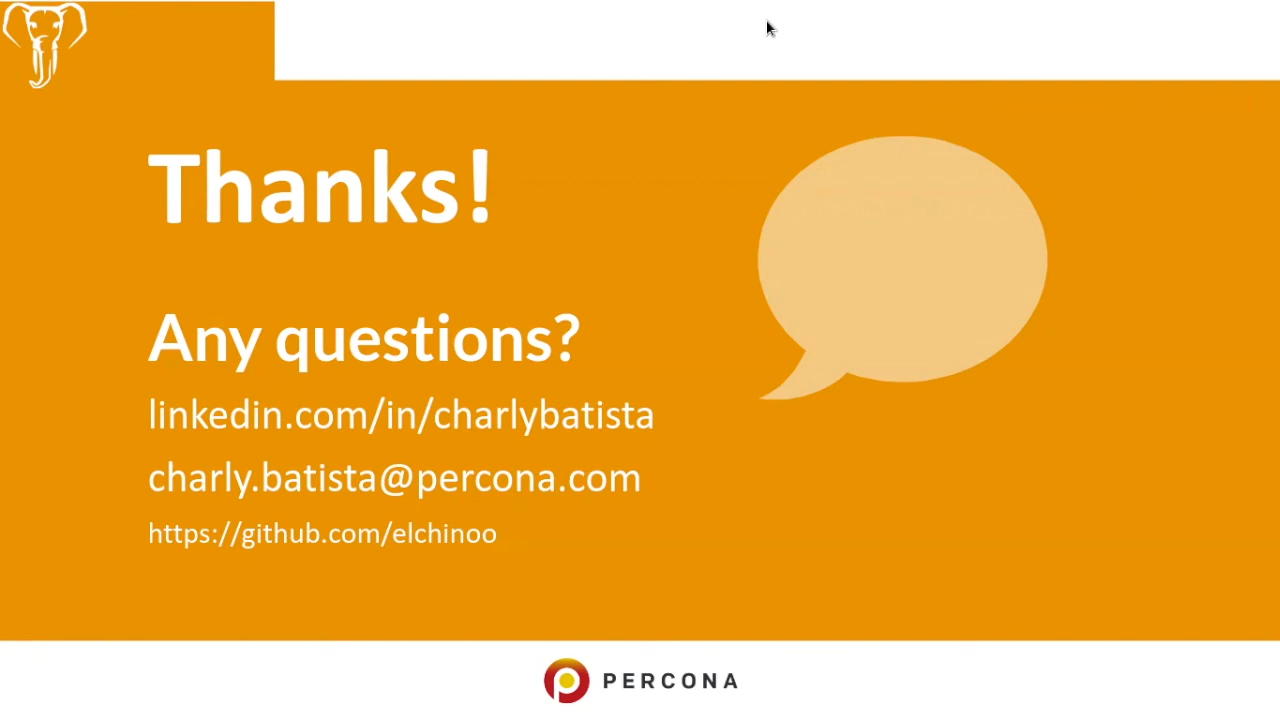 Thanks!
Any questions?
linkedin.com/in/charlybatista
charly.batista@percona.com
https://github.com/elchinoo
PERCONA